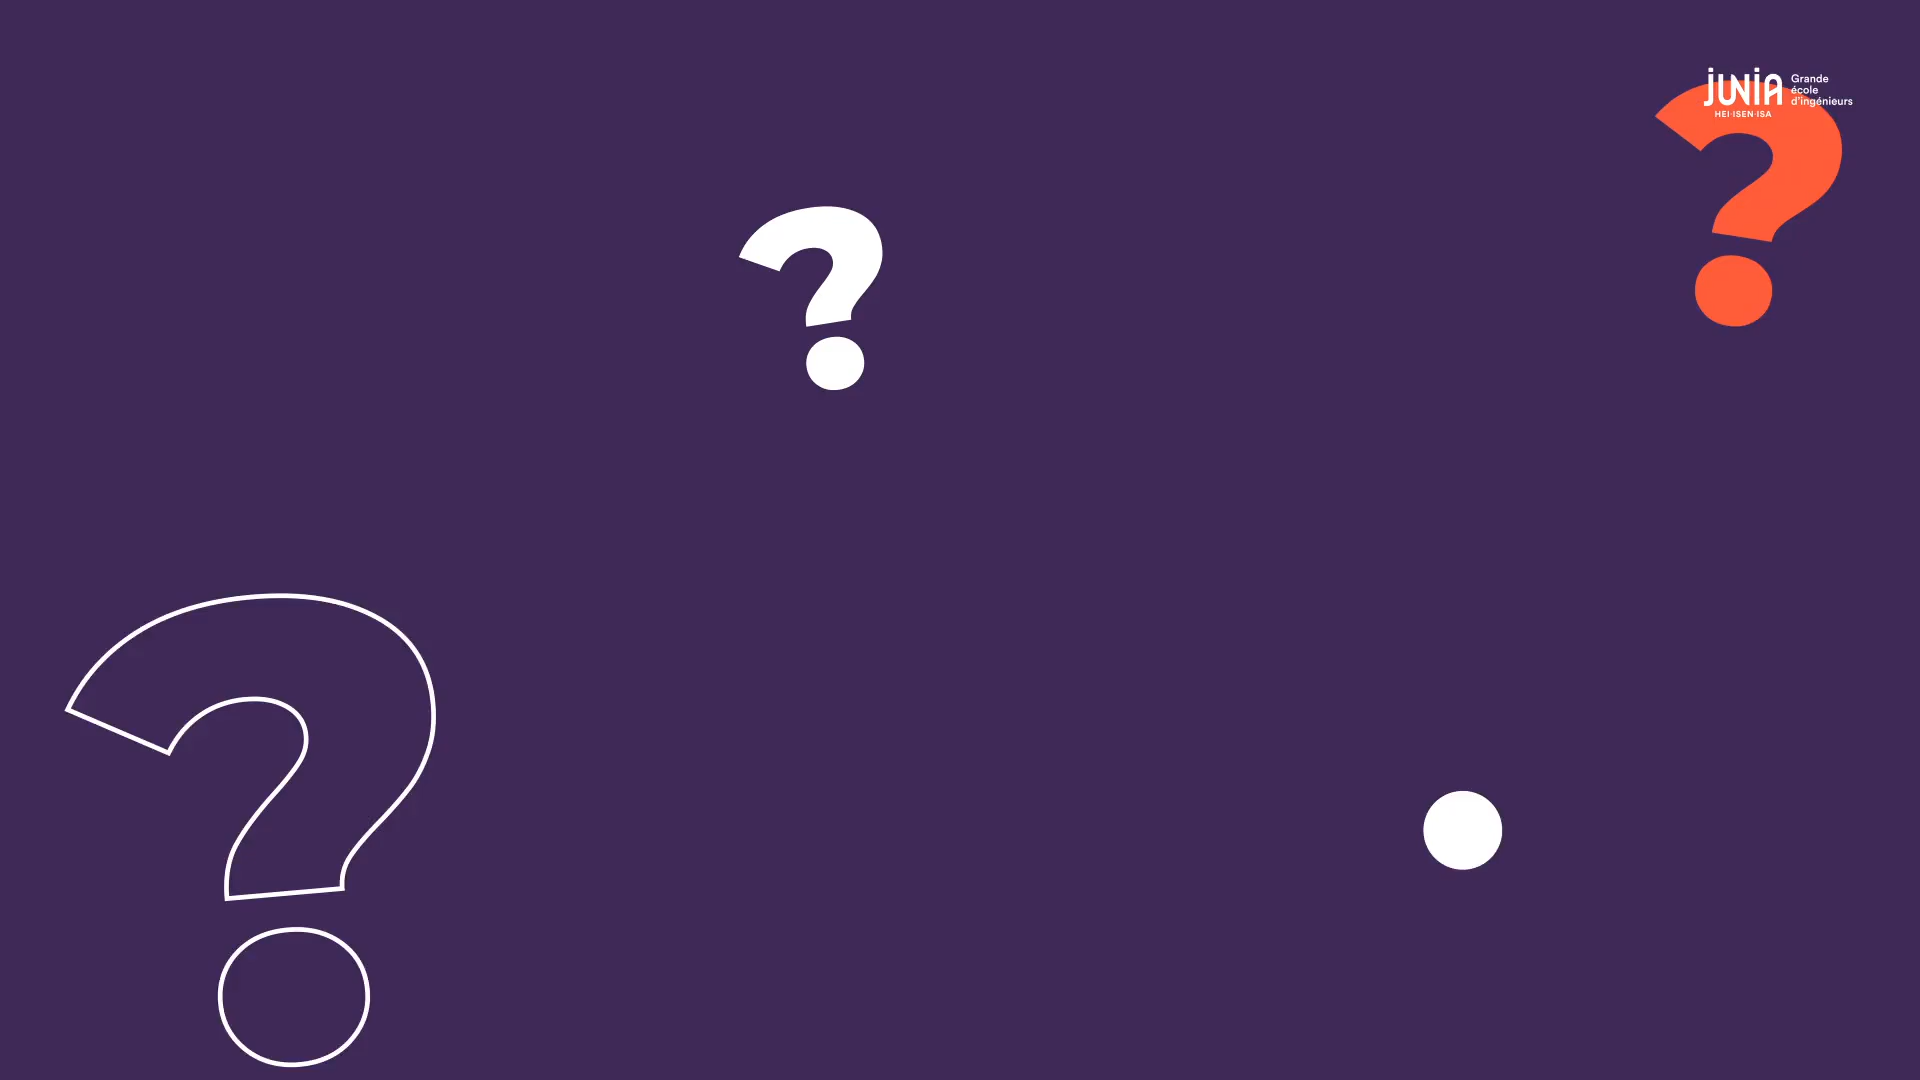 JUNIA
HEI·ISEN·ISA
Grande
école
d'ingénieurs
?
?
?